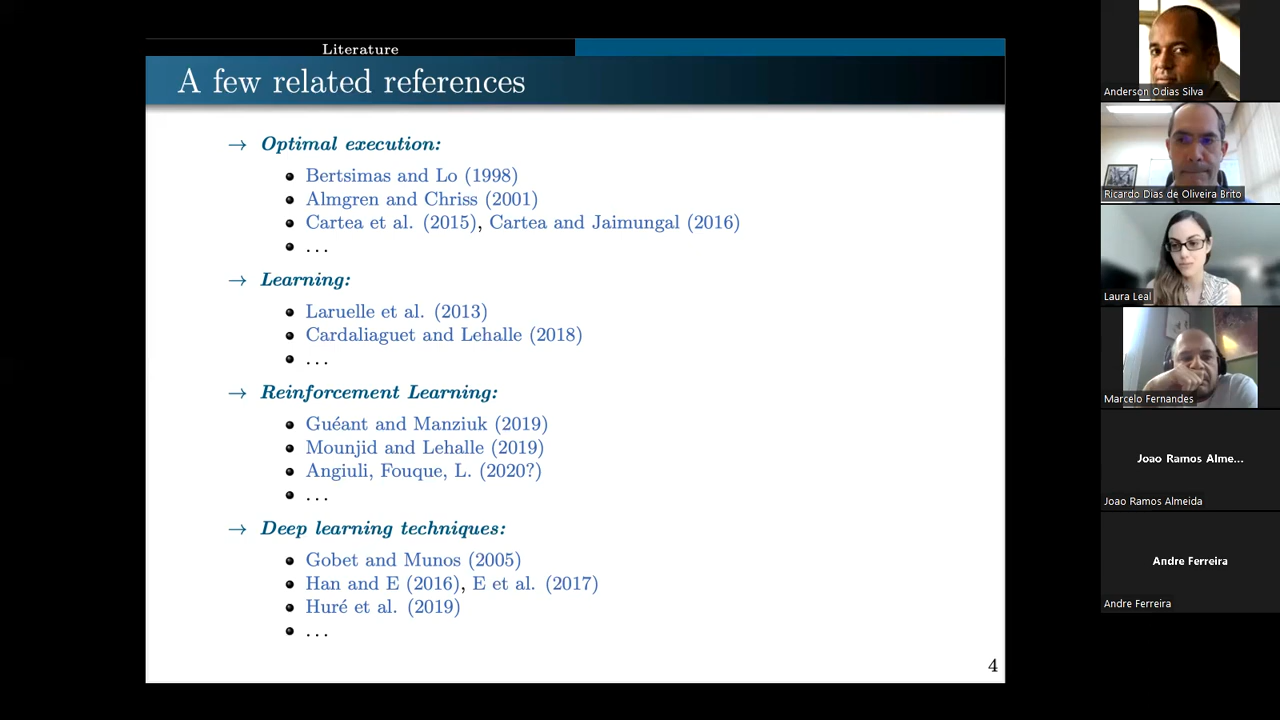 Literature
A few related references
→ Optimal execution:
Bertsimas and Lo (1998)
Almgren and Chriss (2001)
Cartea et al. (2015), Cartea and Jaimungal (2016)
...
→ Learning:
Laruelle et al. (2013)
Cardaliaguet and Lehalle (2018)
...
→ Reinforcement Learning:
Guéant and Manziuk (2019)
Mounjid and Lehalle (2019)
Angiuli, Fouque, L. (2020?)
...
→ Deep learning techniques:
Gobet and Munos (2005)
Han and E (2016), E et al. (2017)
Huré et al. (2019)
...
4
Anderson Odias Silva
Ricardo Dias de Oliveira Brito
Laura Leal
Marcelo Fernandes
Joao Ramos Alme...
Joao Ramos Almeida
Andre Ferreira
Andre Ferreira